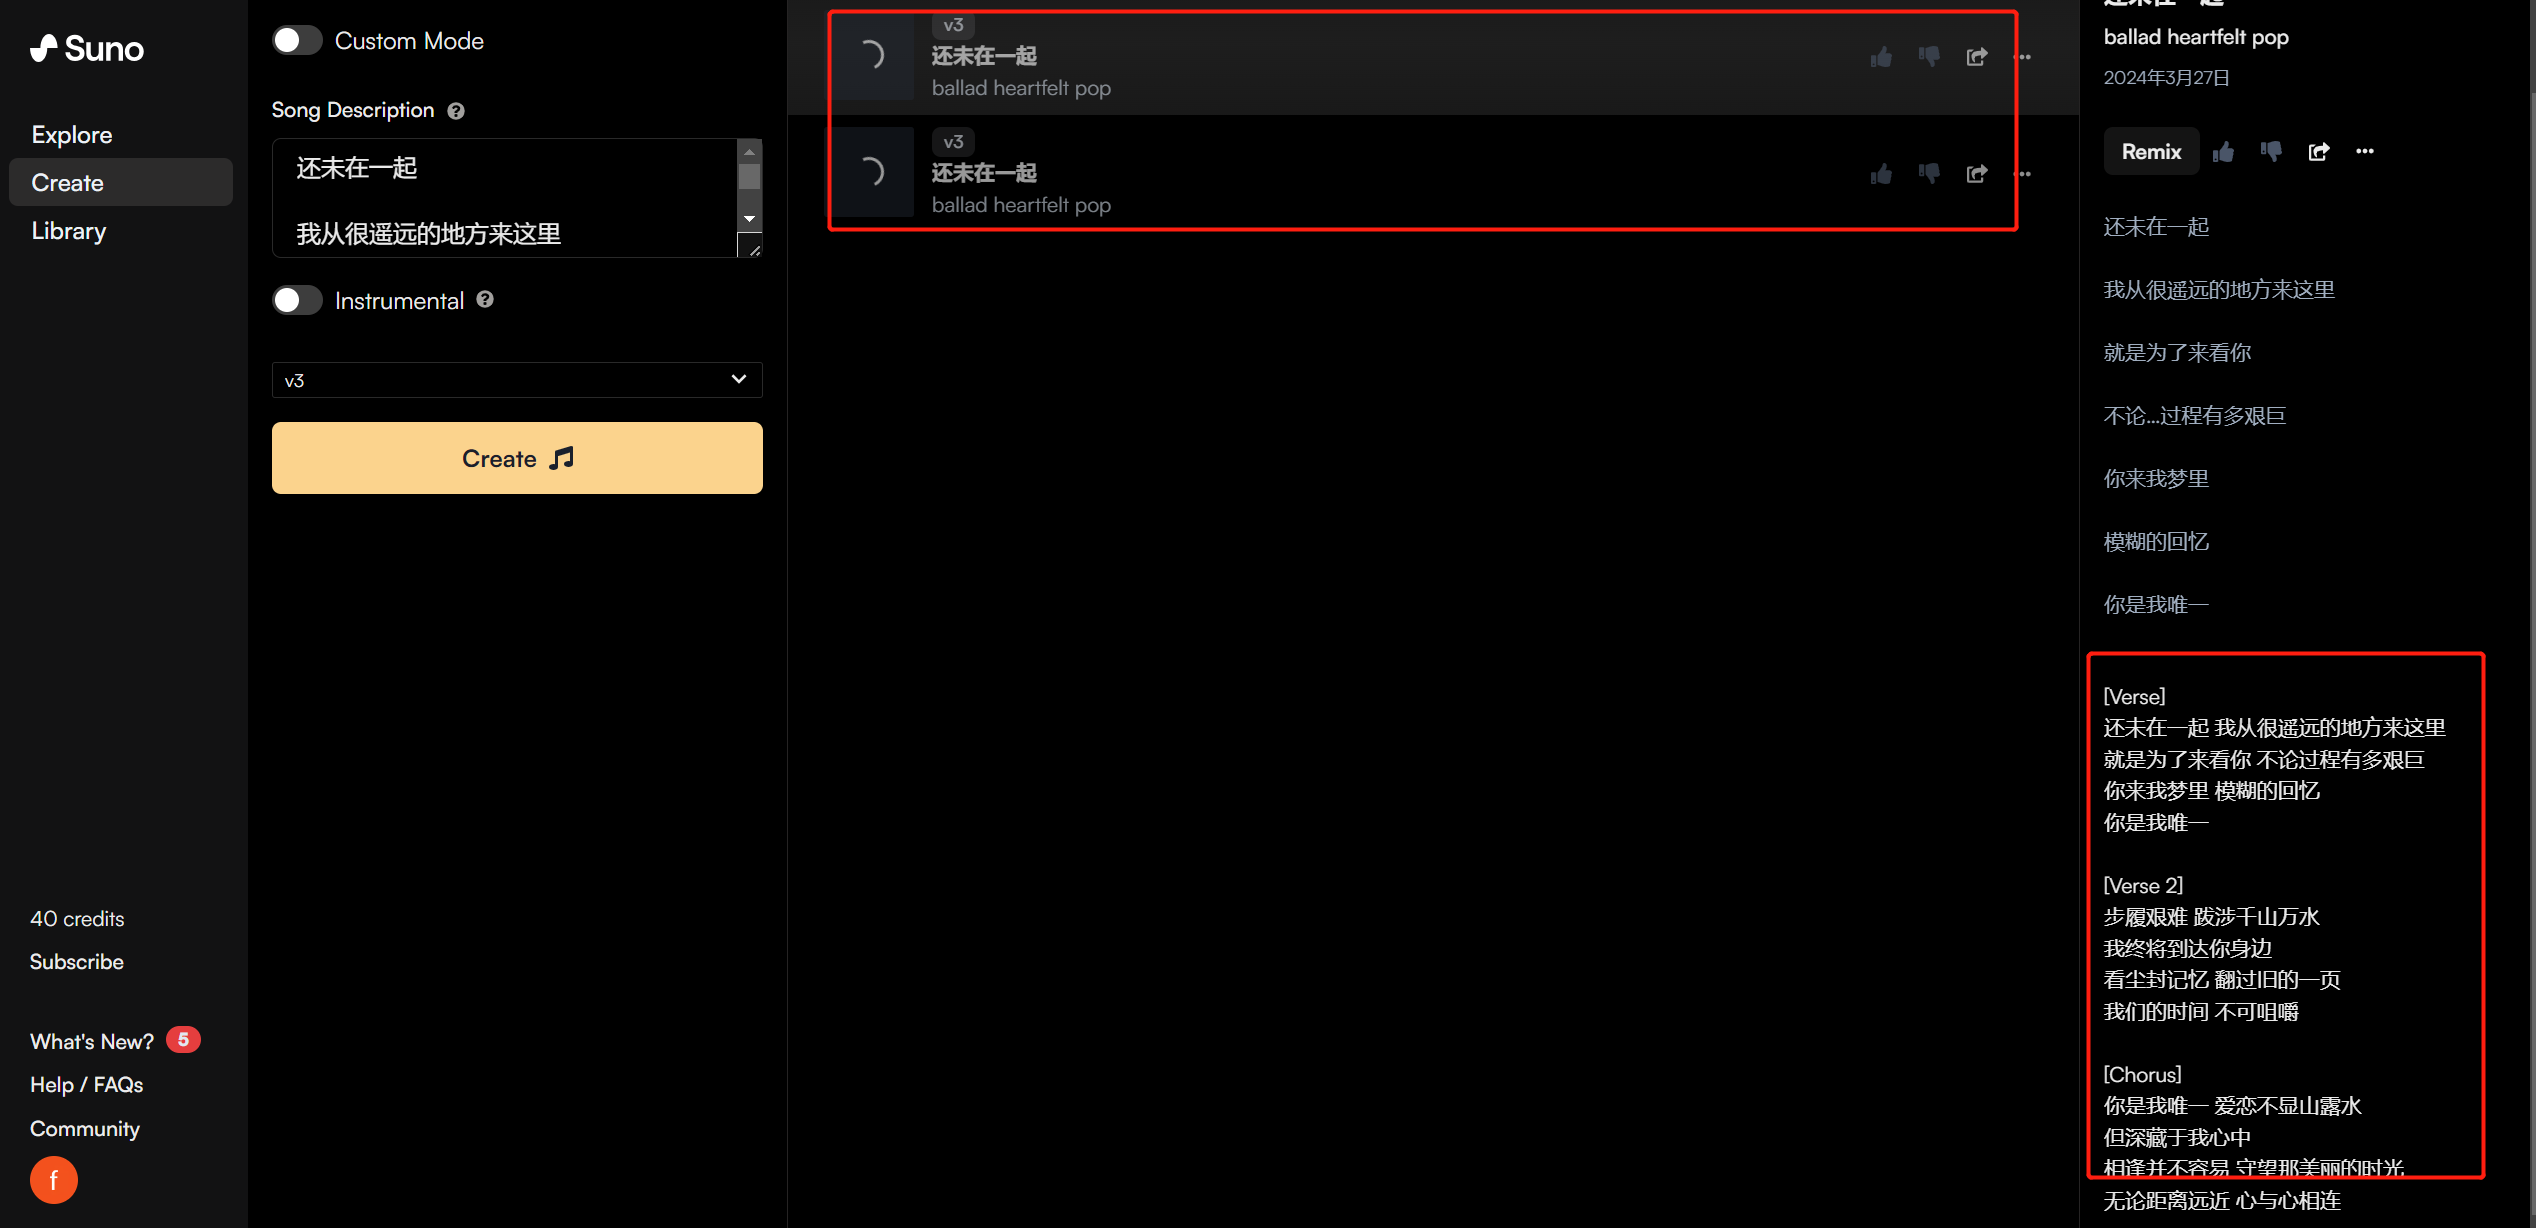 Suno
Explore
Create
Library
40 credits
Subscribe
What's New? 5
Help / FAQs
Community
f
Custom Mode
Song Description ?
还未在一起
我从很遥远的地方来这里
Instrumental ?
v3
Create
v3
还未在一起
ballad heartfelt pop
v3
还未在一起
ballad heartfelt pop
还未在一起
ballad heartfelt pop
2024年3月27日
Remix
还未在一起
我从很遥远的地方来这里
就是为了来看你
不论...过程有多艰巨
你来我梦里
模糊的回忆
你是我唯一
[Verse]
还未在一起 我从很遥远的地方来这里
就是为了来看你 不论过程有多艰巨
你来我梦里 模糊的回忆
你是我唯一
[Verse 2]
步履艰难 跋涉千山万水
我终将到达你身边
看尘封记忆 翻过旧的一页
我们的时间 不可咀嚼
[Chorus]
你是我唯一 爱恋不显山露水
但深藏于我心中
相逢并不容易 守望那美丽的时光
无论距离远近 心与心相连